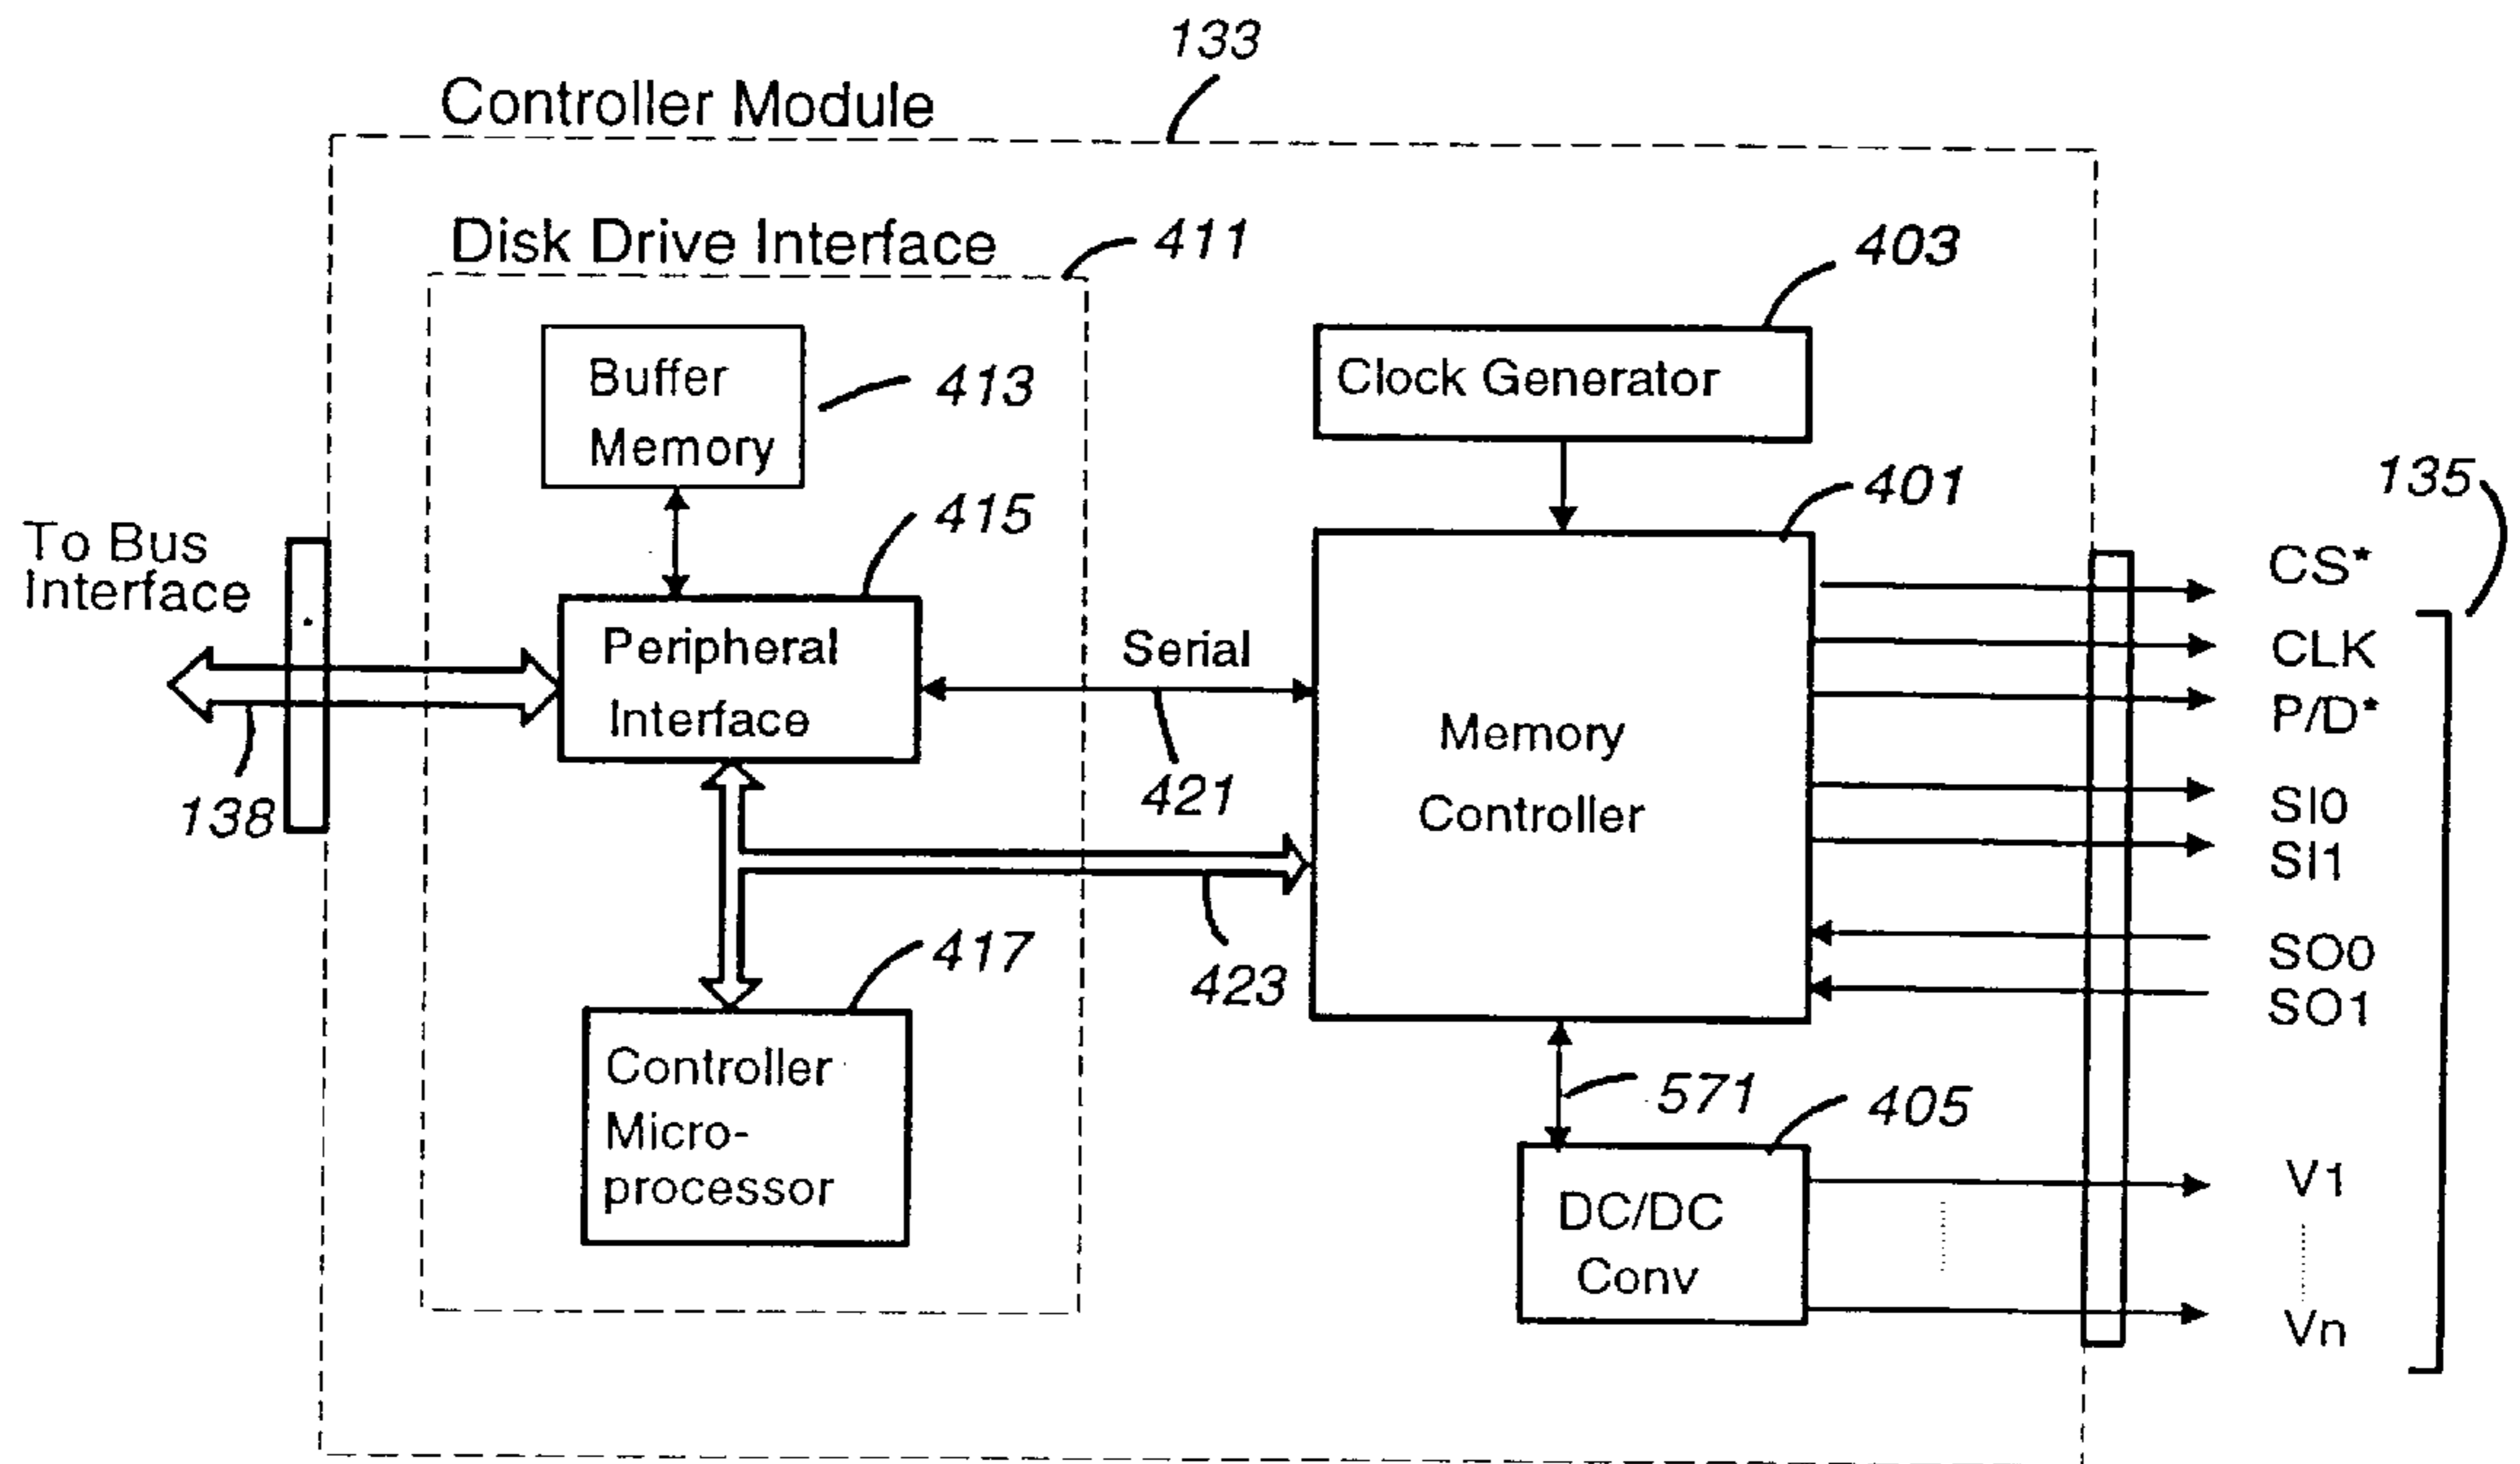 133
Controller Module
Disk Drive Interface
411
403
Buffer
Memory
413
Clock Generator
415
401
135
To Bus
Interface
CS*
CLK
P/D*
Peripheral
Interface
Serial
421
138
Memory
Controller
SI0
SI1
SO0
SO1
423
417
Controller
Micro-
processor
571
405
DC/DC
Conv
V1
Vn